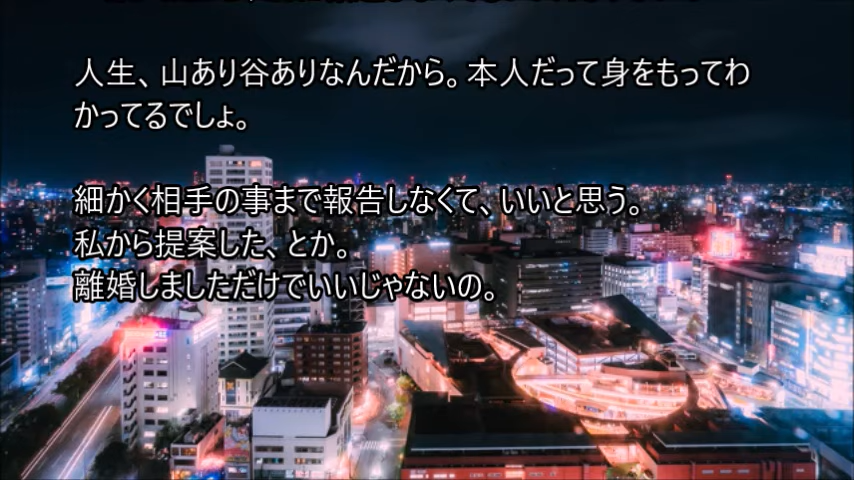 人生、山あり谷ありなんだから。本人だって身をもってわ
かってるでしょ。
細かく相手の事まで報告しなくて、いいと思う。
私から提案した、とか。
離婚しましただけでいいじゃないの。